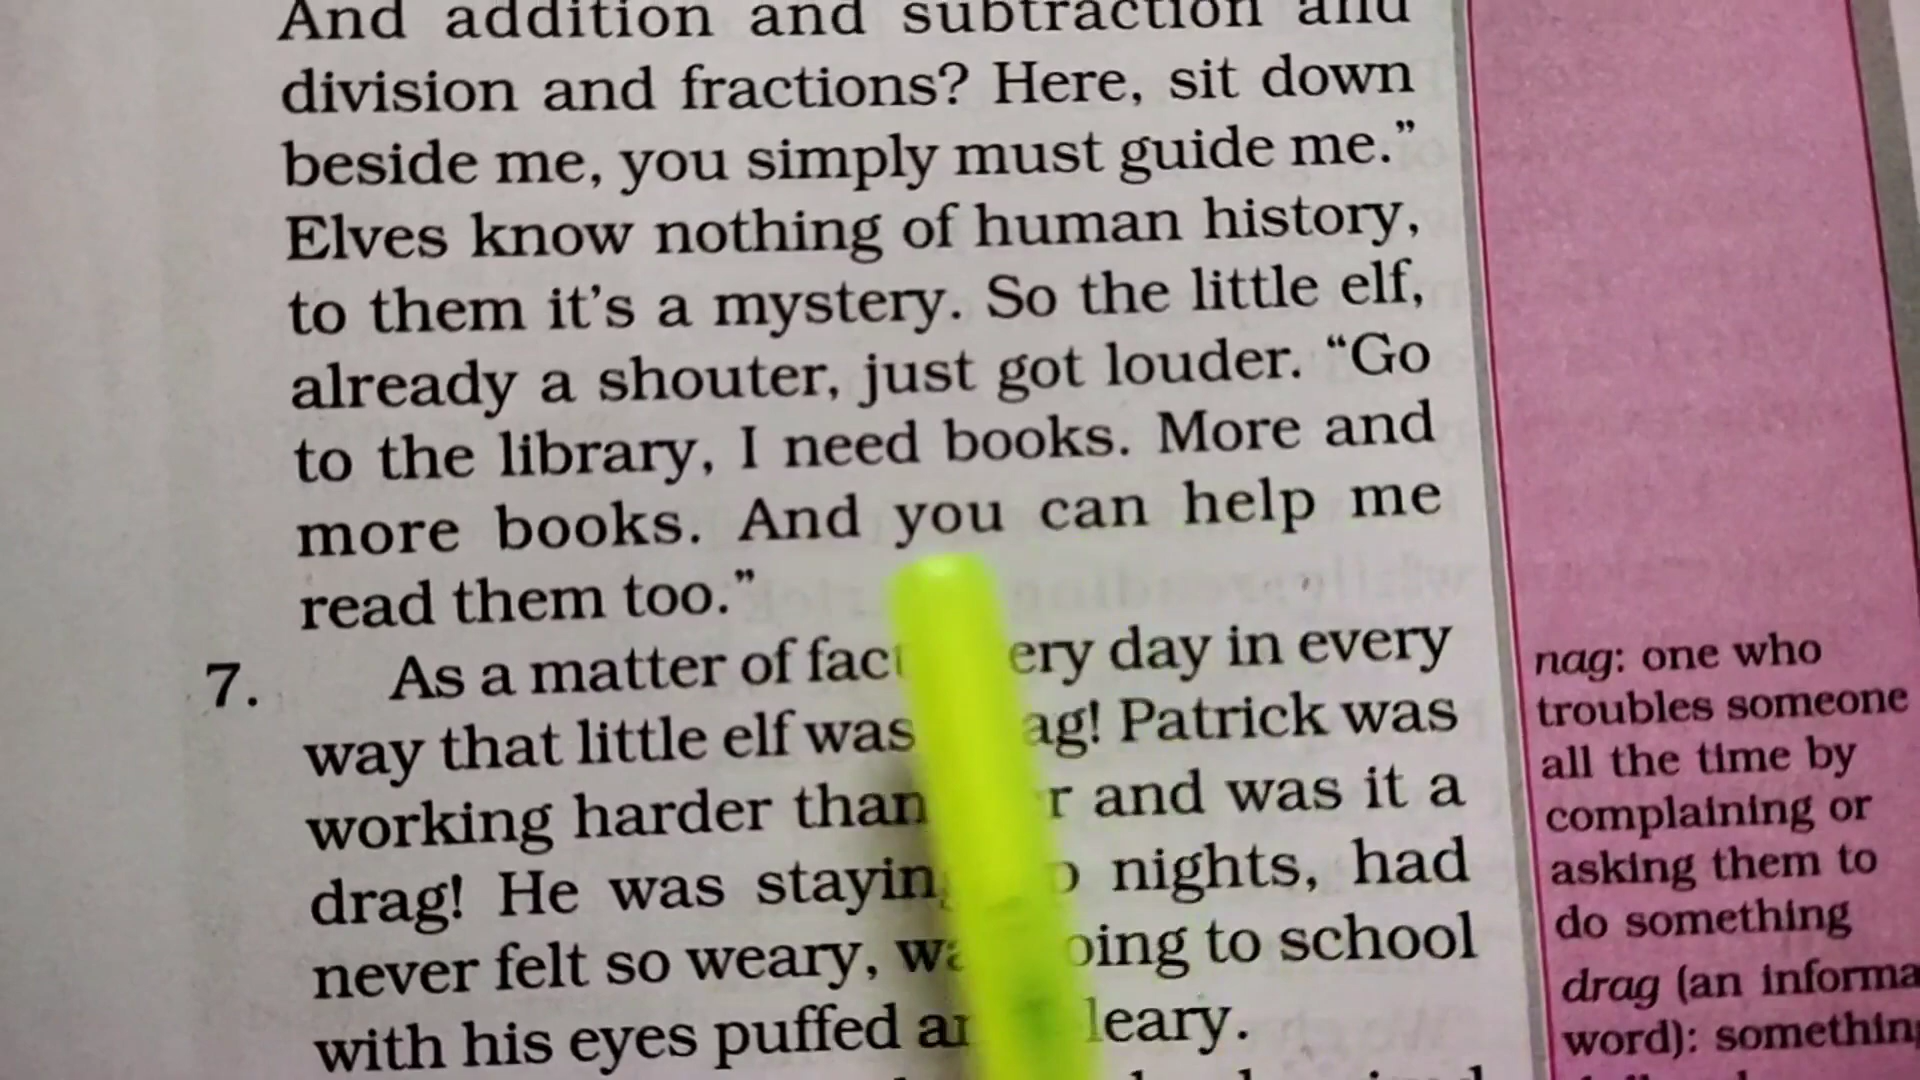 And addition and subtraction and
division and fractions? Here, sit down
beside me, you simply must guide me.”
Elves know nothing of human history,
to them it’s a mystery. So the little elf,
already a shouter, just got louder. “Go
to the library, I need books. More and
more books. And you can help me
read them too.”
7. As a matter of fac ery day in every
way that little elf was ag! Patrick was
working harder than r and was it a
drag! He was stayin nights, had
never felt so weary, oing to school
with his eyes puffed leary.
nag: one who
troubles someone
all the time by
complaining or
asking them to
do something
drag (an informa
word): somethin